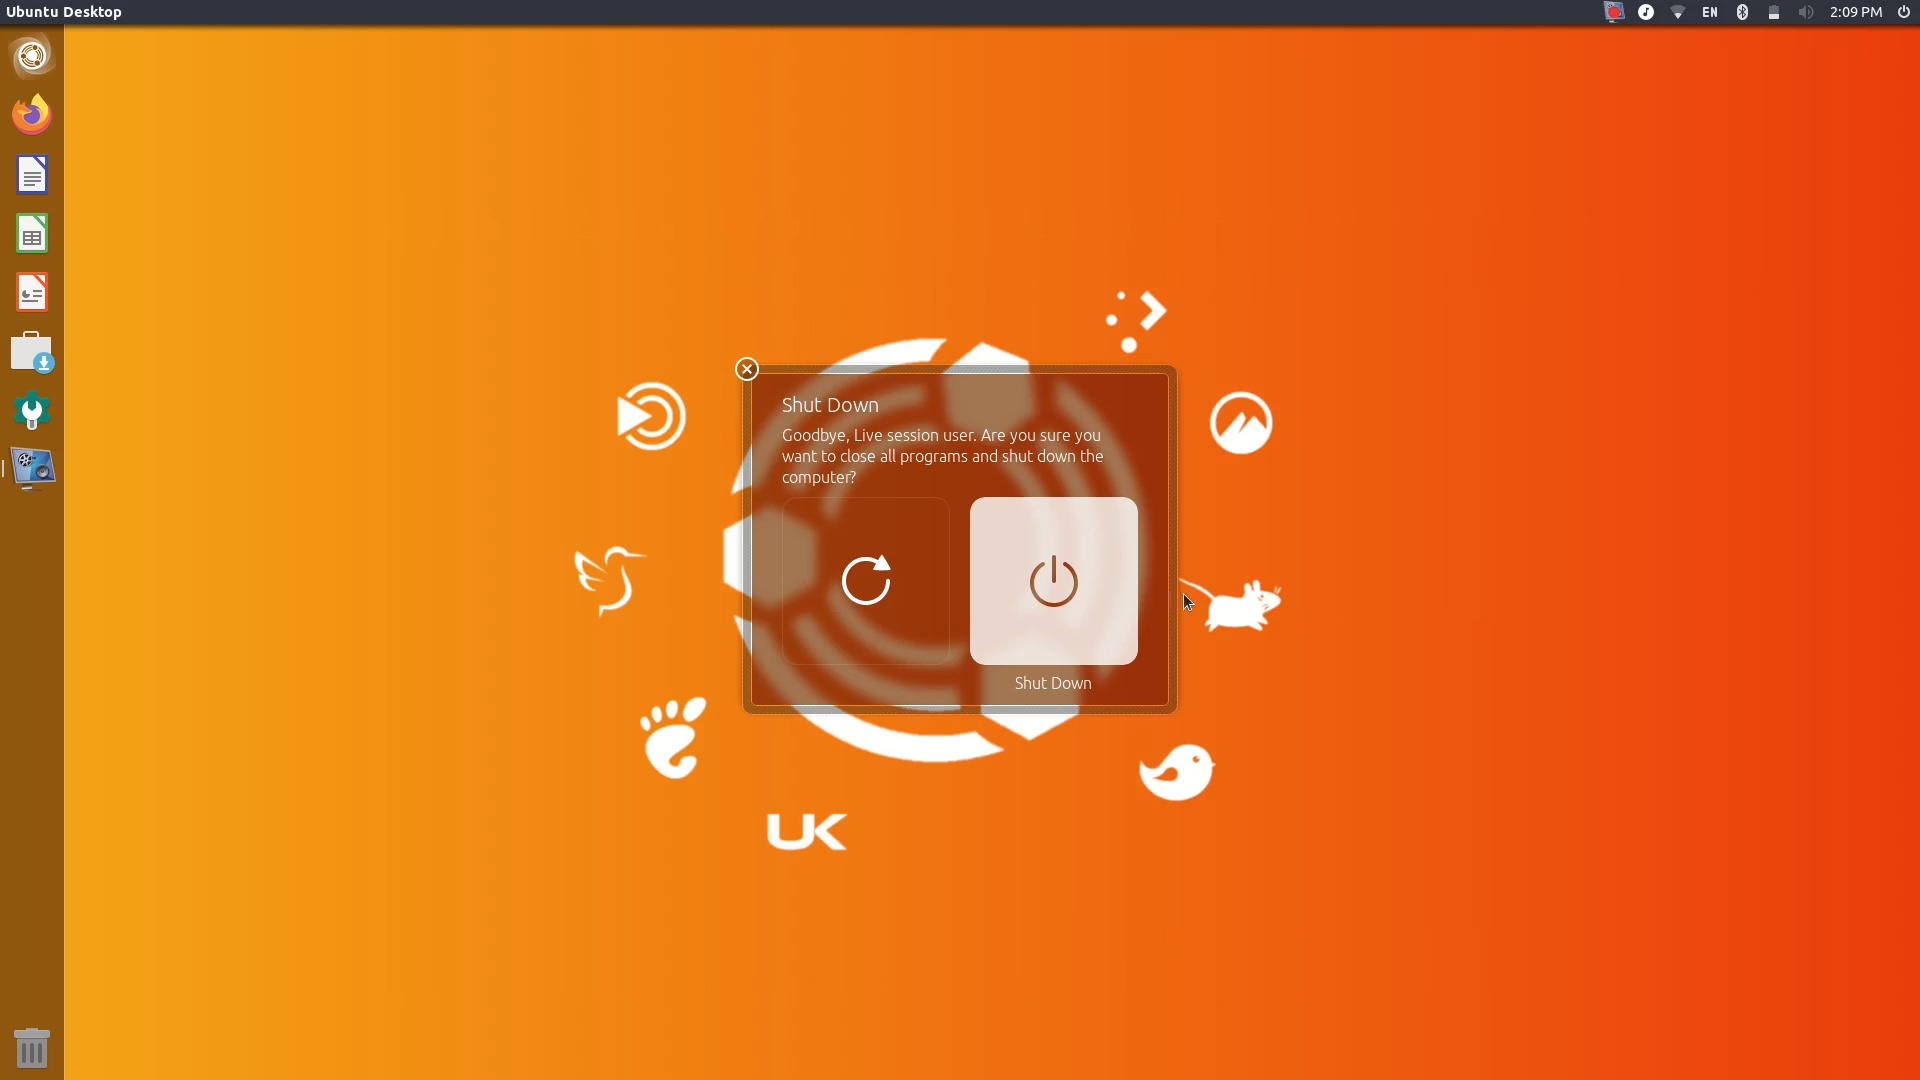 Ubuntu Desktop
EN
2:09 PM
Shut Down
Goodbye, Live session user. Are you sure you
want to close all programs and shut down the
computer?
Shut Down
UK